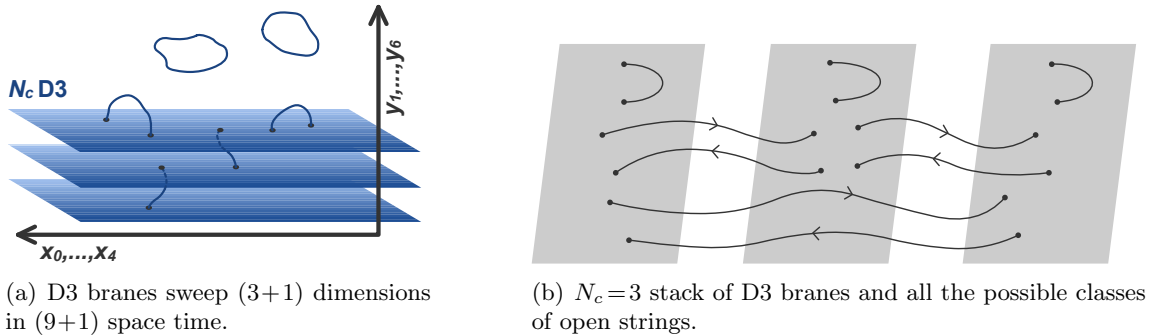 N_c D3
y_1,...,y_6
x_0,...,x_4
(a) D3 branes sweep (3+1) dimensions
in (9+1) space time.
(b) N_c = 3 stack of D3 branes and all the possible classes
of open strings.